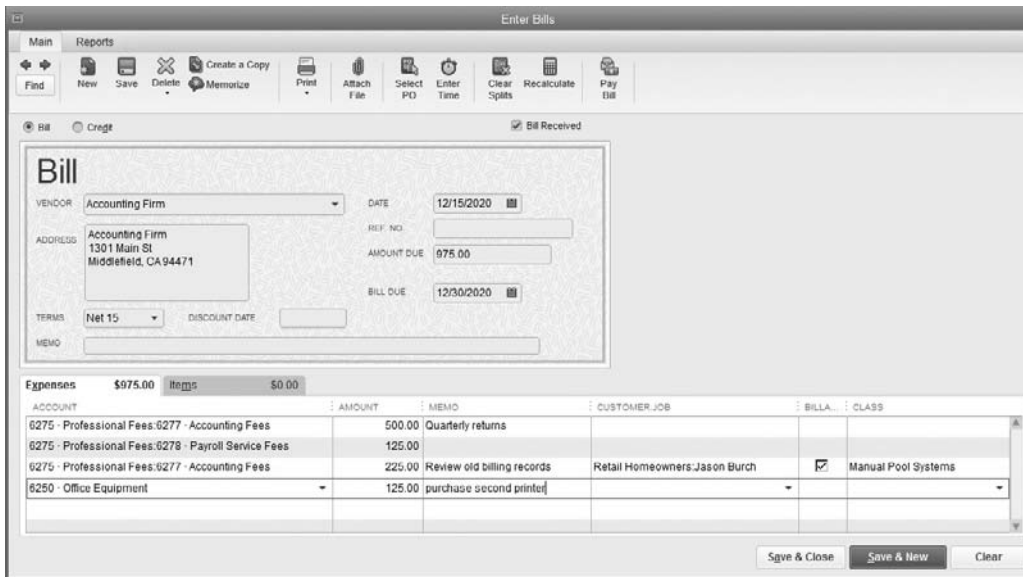 Enter Bills
Main Reports
Find New Save Delete Create a Copy Memorize Print Attach File Select PO Enter Time Clear Splits Recalculate Pay Bill
Bill Credit Bill Received
Bill
VENDOR Accounting Firm DATE 12/15/2020
REF. NO.
ADDRESS Accounting Firm
1301 Main St
Middlefield, CA 94471
AMOUNT DUE 975.00
BILL DUE 12/30/2020
TERMS Net 15 DISCOUNT DATE
MEMO
Expenses $975.00 Items $0.00
ACCOUNT AMOUNT MEMO CUSTOMER:JOB BILLA... CLASS
6275 · Professional Fees:6277 · Accounting Fees 500.00 Quarterly returns
6275 · Professional Fees:6278 · Payroll Service Fees 125.00
6275 · Professional Fees:6277 · Accounting Fees 225.00 Review old billing records Retail Homeowners:Jason Burch Manual Pool Systems
6250 · Office Equipment 125.00 purchase second printer
Save & Close Save & New Clear